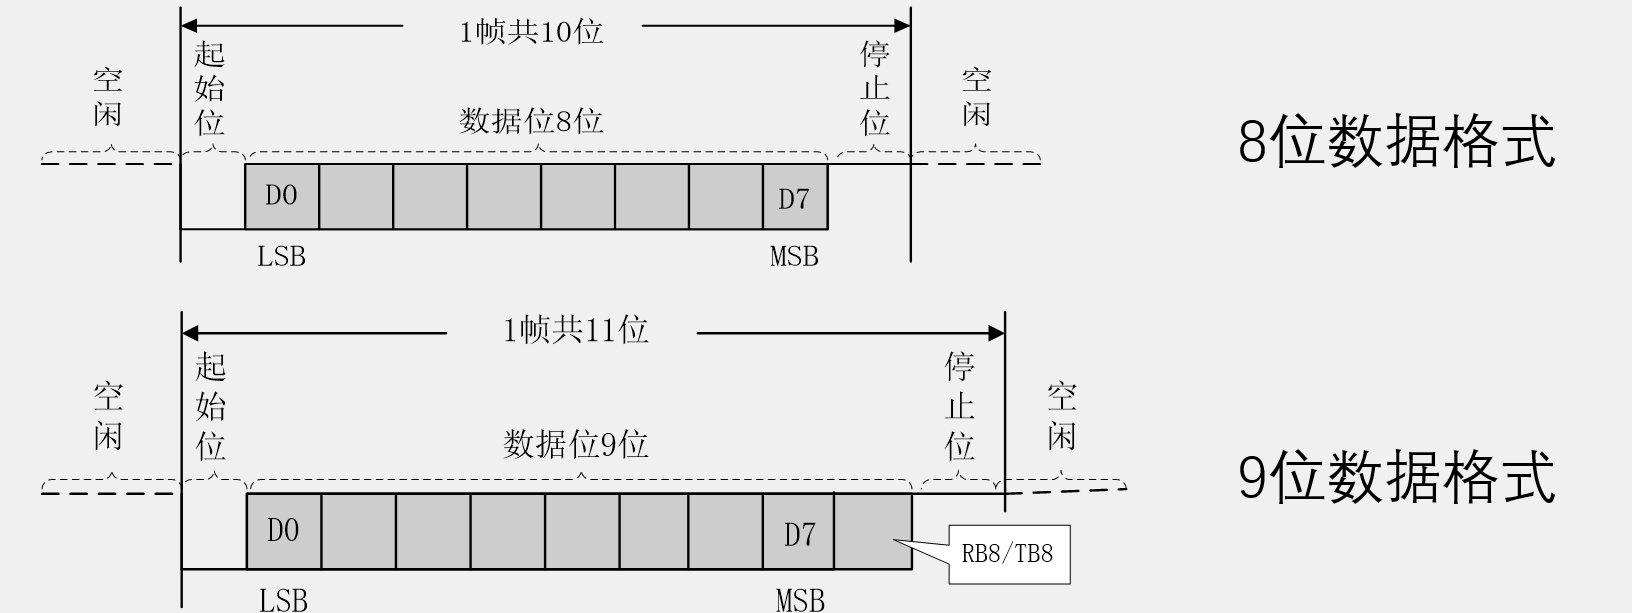 1帧共10位
空闲
起始位
数据位8位
停止位
空闲
8位数据格式
D0
D7
LSB
MSB
1帧共11位
空闲
起始位
数据位9位
停止位
空闲
9位数据格式
D0
D7
RB8/TB8
LSB
MSB